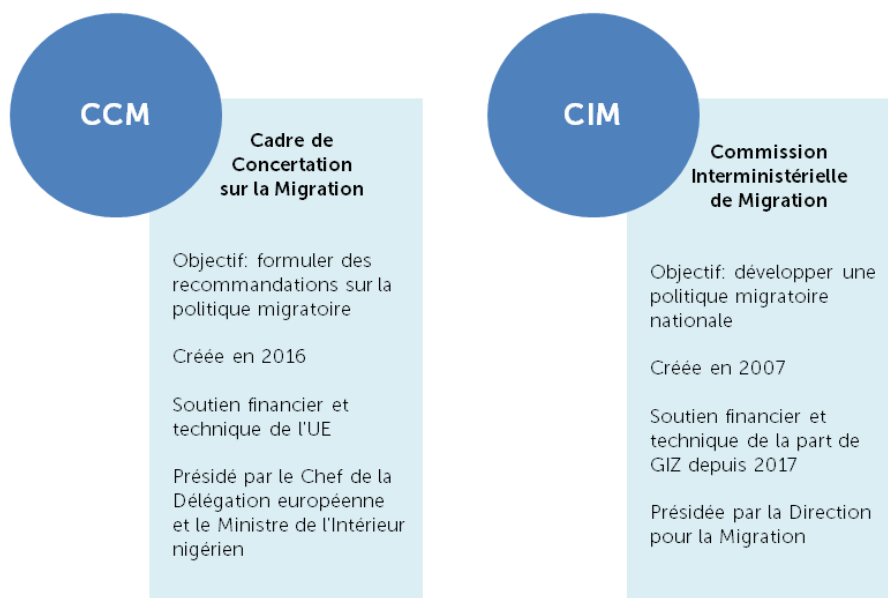 CCM
Cadre de
Concertation
sur la Migration
Objectif: formuler des
recommandations sur la
politique migratoire
Créée en 2016
Soutien financier et
technique de l'UE
Présidé par le Chef de la
Délégation européenne
et le Ministre de l'Intérieur
nigérien
CIM
Commission
Interministérielle
de Migration
Objectif: développer une
politique migratoire
nationale
Créée en 2007
Soutien financier et
technique de la part de
GIZ depuis 2017
Présidée par la Direction
pour la Migration